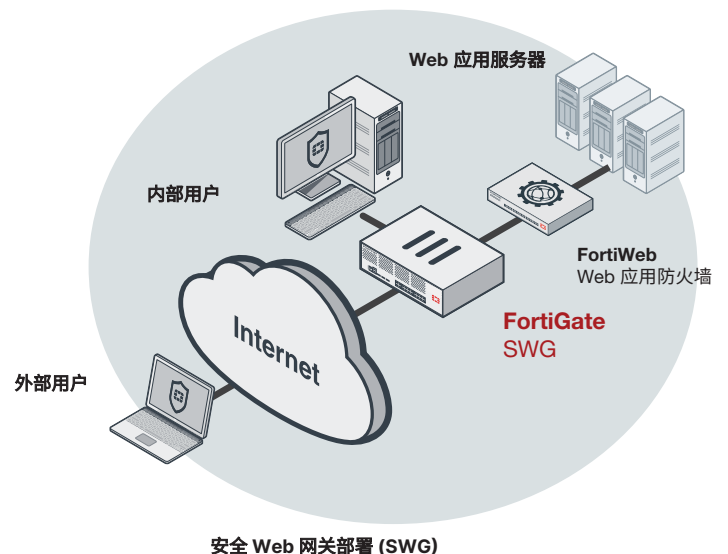 Web 应用服务器
内部用户
FortiWeb
Web 应用防火墙
FortiGate
SWG
Internet
外部用户
安全 Web 网关部署 (SWG)